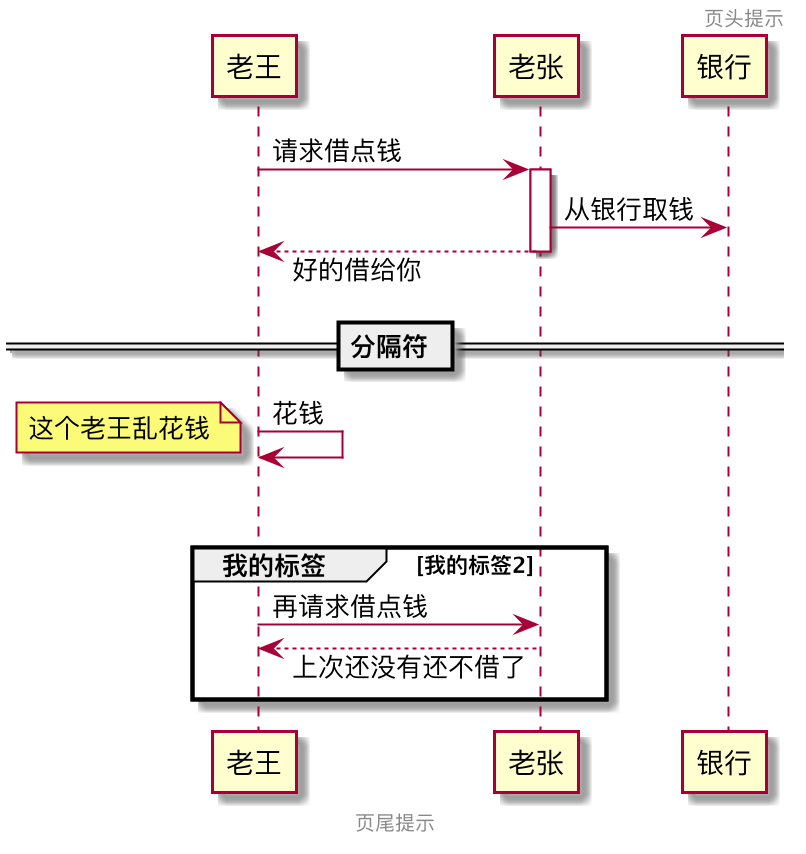 页头提示
老王
老张
银行
请求借点钱
从银行取钱
好的借给你
分隔符
花钱
这个老王乱花钱
我的标签
[我的标签2]
再请求借点钱
上次还没有还不借了
老王
老张
银行
页尾提示